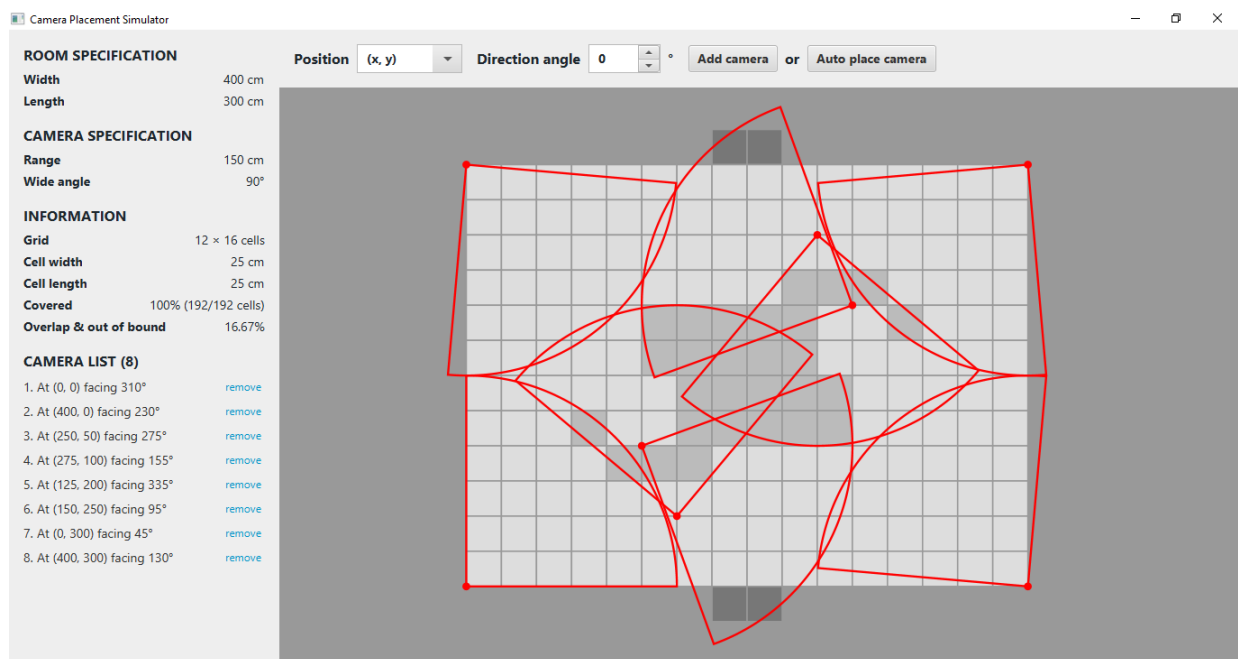 Camera Placement Simulator
ROOM SPECIFICATION
Width 400 cm
Length 300 cm
CAMERA SPECIFICATION
Range 150 cm
Wide angle 90°
INFORMATION
Grid 12 × 16 cells
Cell width 25 cm
Cell length 25 cm
Covered 100% (192/192 cells)
Overlap & out of bound 16.67%
CAMERA LIST (8)
1. At (0, 0) facing 310° remove
2. At (400, 0) facing 230° remove
3. At (250, 50) facing 275° remove
4. At (275, 100) facing 155° remove
5. At (125, 200) facing 335° remove
6. At (150, 250) facing 95° remove
7. At (0, 300) facing 45° remove
8. At (400, 300) facing 130° remove
Position (x, y) Direction angle 0 ° Add camera or Auto place camera